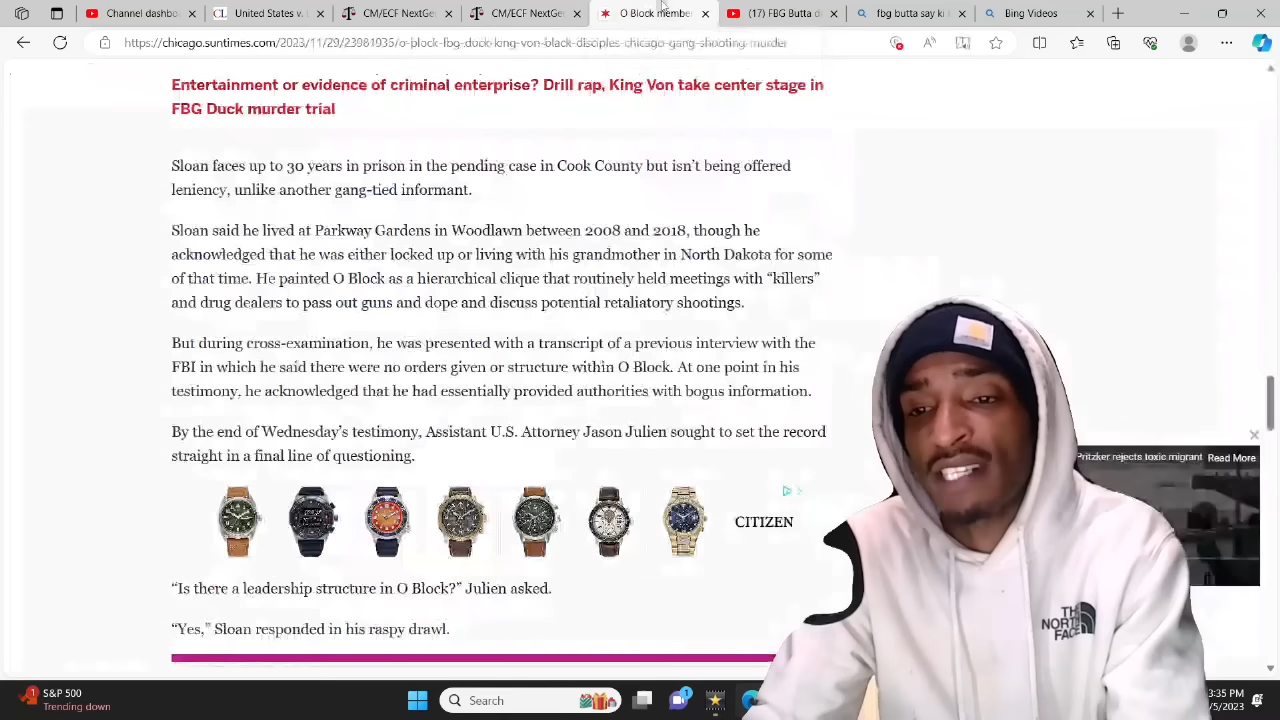 Channel dashboo
Untitled
(4) CM/ECF NextG
CM/ECF NextGen
O Block membe
(17) FBG Butta d
fbg butta say ki
Bing Videos
https://chicago.suntimes.com/2023/11/29/23981935/o-block-fbg-duck-long-von-black-disciples-chicago-gang-shooting-murder
Entertainment or evidence of criminal enterprise? Drill rap, King Von take center stage in
FBG Duck murder trial
Sloan faces up to 30 years in prison in the pending case in Cook County but isn't being offered
leniency, unlike another gang-tied informant.
Sloan said he lived at Parkway Gardens in Woodlawn between 2008 and 2018, though he
acknowledged that he was either locked up or living with his grandmother in North Dakota for some
of that time. He painted O Block as a hierarchical clique that routinely held meetings with “killers”
and drug dealers to pass out guns and dope and discuss potential retaliatory shootings.
But during cross-examination, he was presented with a transcript of a previous interview with the
FBI in which he said there were no orders given or structure within O Block. At one point in his
testimony, he acknowledged that he had essentially provided authorities with bogus information.
By the end of Wednesday's testimony, Assistant U.S. Attorney Jason Julien sought to set the record
straight in a final line of questioning.
CITIZEN
Pritzker rejects toxic migrant Read More
“Is there a leadership structure in O Block?” Julien asked.
“Yes,” Sloan responded in his raspy drawl.
THE
NORTH
FACE
1
S&P 500
Trending down
Search
1
3:35 PM
/5/2023